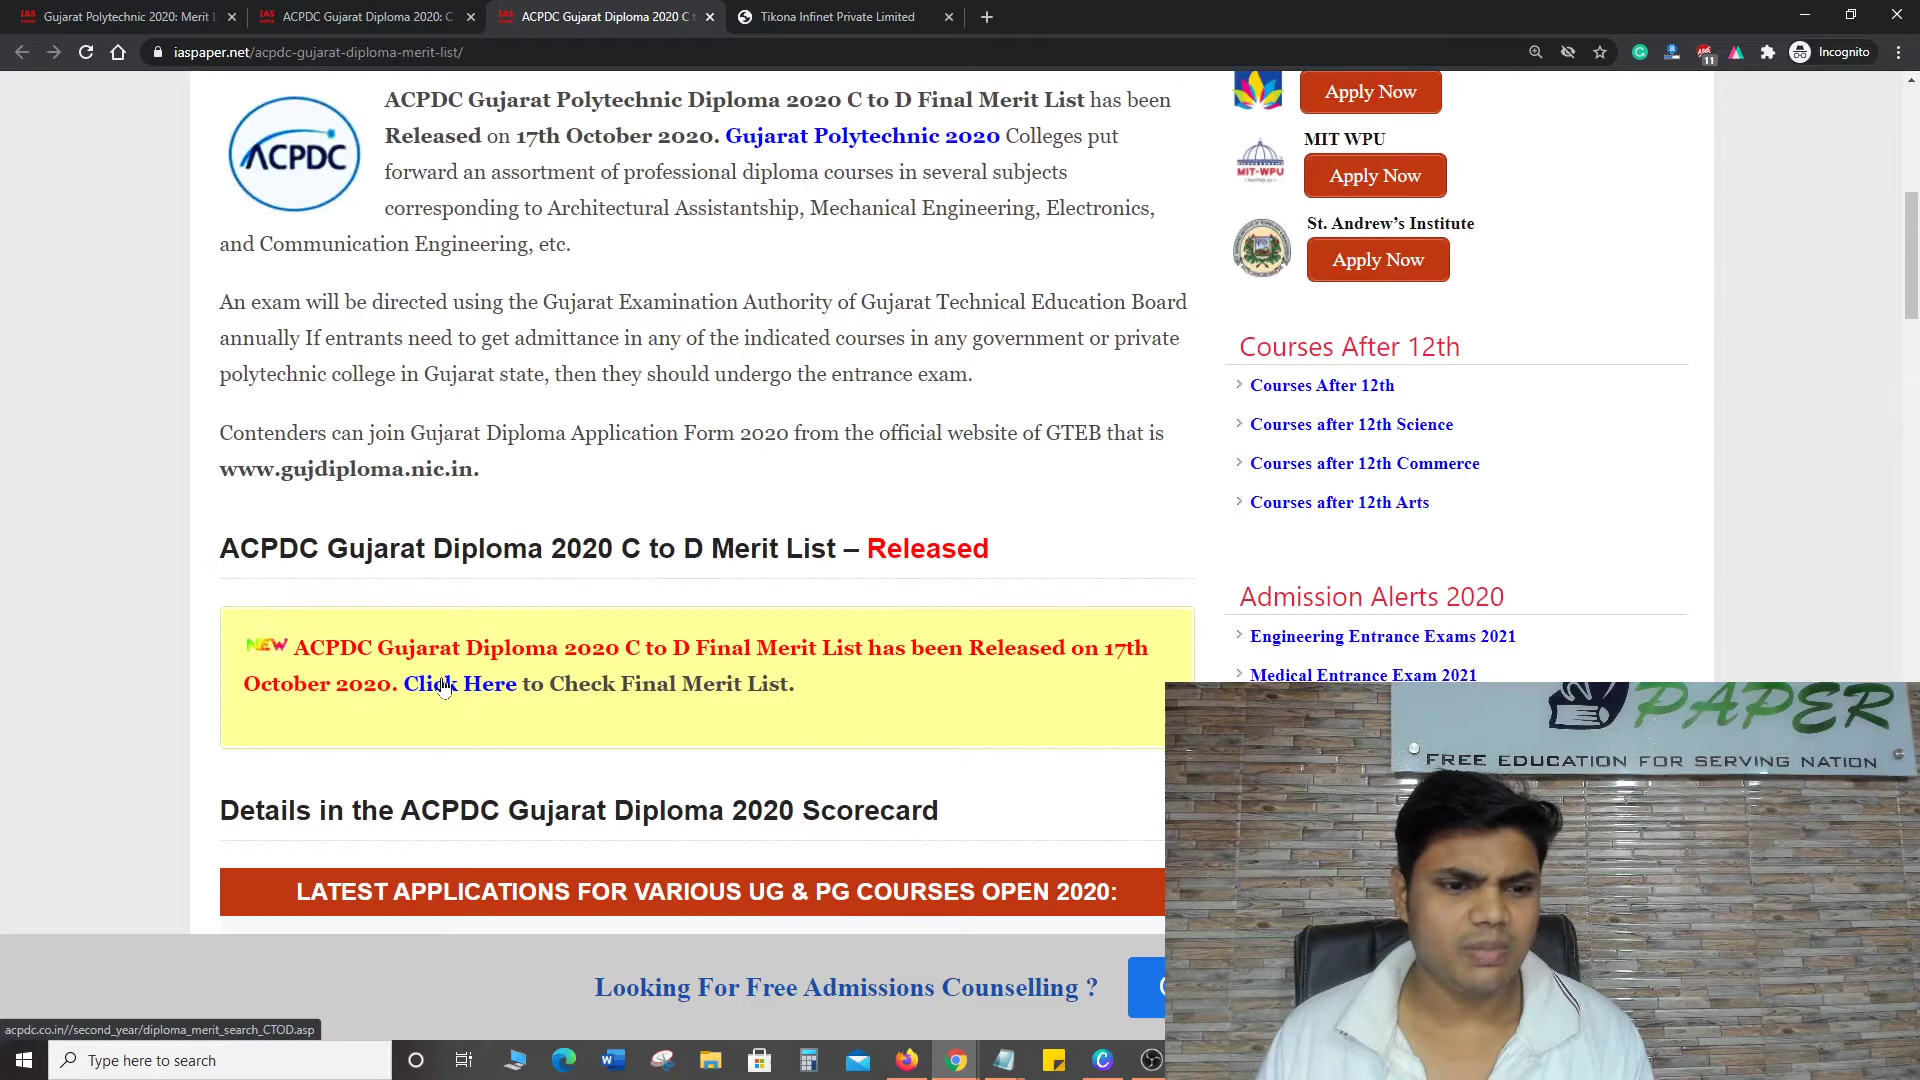 Gujarat Polytechnic 2020: Merit L
ACPDC Gujarat Diploma 2020: C
ACPDC Gujarat Diploma 2020 C t
Tikona Infinet Private Limited
iaspaper.net/acpdc-gujarat-diploma-merit-list/
11
Incognito
ACPDC
ACPDC Gujarat Polytechnic Diploma 2020 C to D Final Merit List has been
Released on 17th October 2020. Gujarat Polytechnic 2020 Colleges put
forward an assortment of professional diploma courses in several subjects
corresponding to Architectural Assistantship, Mechanical Engineering, Electronics,
and Communication Engineering, etc.
An exam will be directed using the Gujarat Examination Authority of Gujarat Technical Education Board
annually If entrants need to get admittance in any of the indicated courses in any government or private
polytechnic college in Gujarat state, then they should undergo the entrance exam.
Contenders can join Gujarat Diploma Application Form 2020 from the official website of GTEB that is
www.gujdiploma.nic.in.
ACPDC Gujarat Diploma 2020 C to D Merit List – Released
NEW ACPDC Gujarat Diploma 2020 C to D Final Merit List has been Released on 17th
October 2020. Click Here to Check Final Merit List.
Details in the ACPDC Gujarat Diploma 2020 Scorecard
LATEST APPLICATIONS FOR VARIOUS UG & PG COURSES OPEN 2020:
Looking For Free Admissions Counselling ?
Apply Now
MIT WPU
MIT-WPU
Apply Now
St. Andrew's Institute
Apply Now
Courses After 12th
Courses After 12th
Courses after 12th Science
Courses after 12th Commerce
Courses after 12th Arts
Admission Alerts 2020
Engineering Entrance Exams 2021
Medical Entrance Exam 2021
PAPER
FREE EDUCATION FOR SERVING NATION
acpdc.co.in//second_year/diploma_merit_search_CTOD.asp
Type here to search